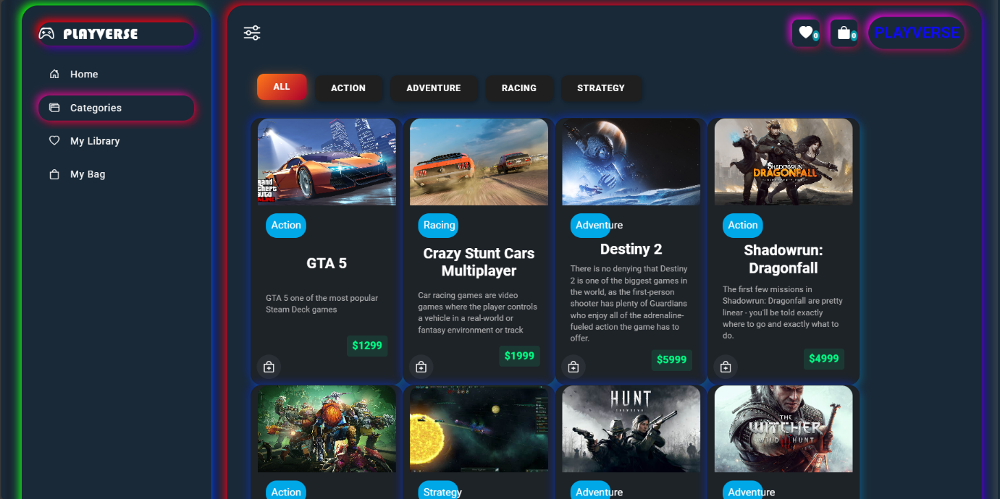 PLAYVERSE
Home
Categories
My Library
My Bag
0
0
PLAYVERSE
ALL
ACTION
ADVENTURE
RACING
STRATEGY
grand
theft
auto
ONLINE
SHADOWRUN
DRAGONFALL
Action
GTA 5
GTA 5 one of the most popular
Steam Deck games
$1299
Racing
Crazy Stunt Cars
Multiplayer
Car racing games are video
games where the player controls
a vehicle in a real-world or
fantasy environment or track
$1999
Adventure
Destiny 2
There is no denying that Destiny
2 is one of the biggest games in
the world, as the first-person
shooter has plenty of Guardians
who enjoy all of the adrenaline-
fueled action the game has to
offer.
$5999
Action
Shadowrun:
Dragonfall
The first few missions in
Shadowrun: Dragonfall are pretty
linear - you'll be told exactly
where to go and exactly what to
do.
$4999
HUNT
SHOWDOWN
THE
WITCHER
WILD HUNT
Action
Strategy
Adventure
Adventure